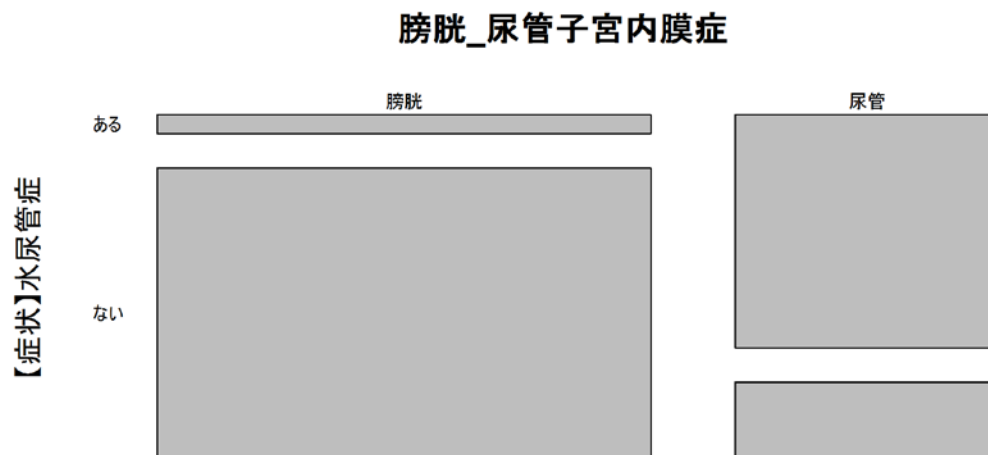 膀胱_尿管子宮内膜症
膀胱
尿管
ある
【症状】水尿管症
ない